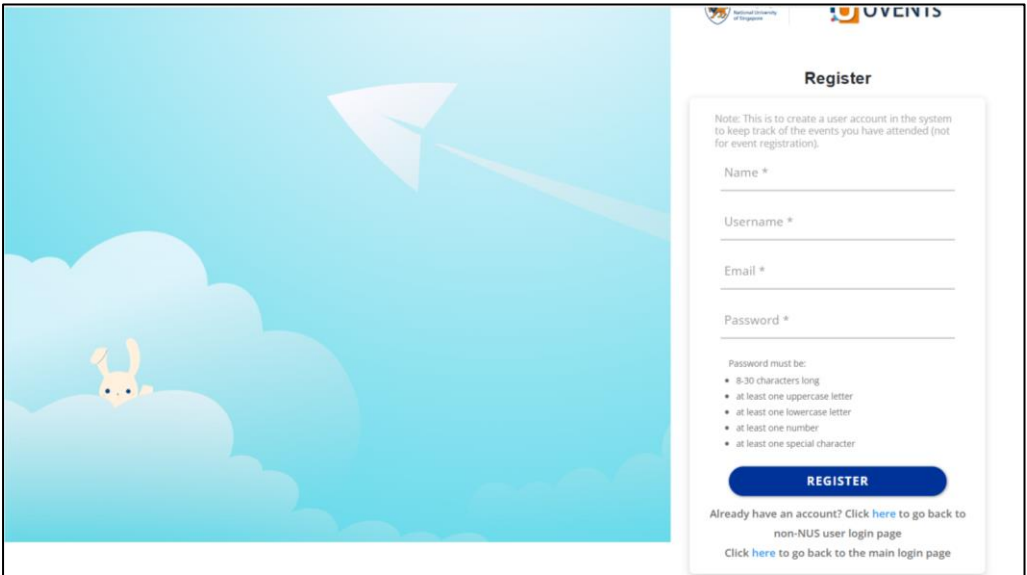 National University
of Singapore
UVENTS
Register
Note: This is to create a user account in the system
to keep track of the events you have attended (not
for event registration).
Name *
Username *
Email *
Password *
Password must be:
8-30 characters long
at least one uppercase letter
at least one lowercase letter
at least one number
at least one special character
REGISTER
Already have an account? Click here to go back to
non-NUS user login page
Click here to go back to the main login page